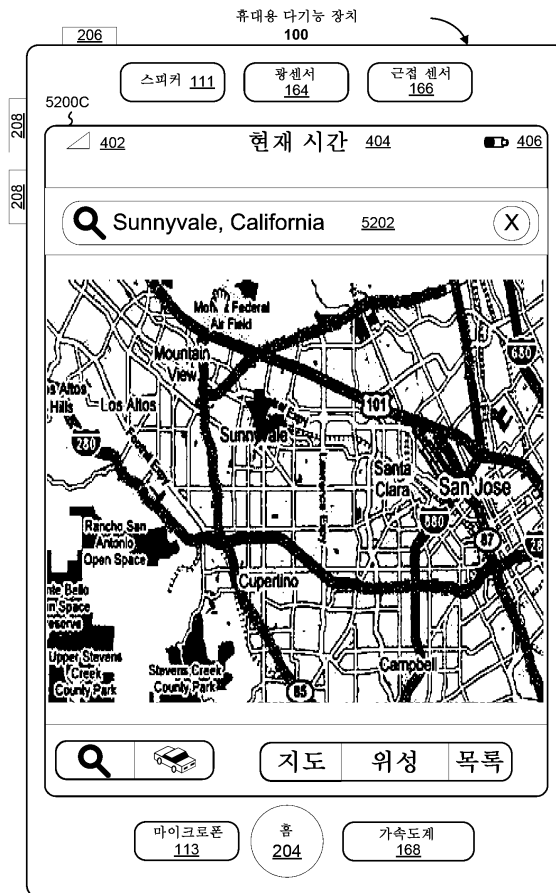 휴대용 다기능 장치
100
206
스피커 111
광센서
164
근접 센서
166
5200C
208
208
402
현재 시간 404
406
Sunnyvale, California 5202 X
Federal
Air Field
Mountain
View
680
Los Altos
Hills
Los Altos
101
Sunnyvale
280
Santa
Clara
San Jose
880
87
Rancho San
Antonio
Open Space
Cupertino
Upper Stevens
Creek
County Park
Stevens Creek
County Park
Campbell
85
지도 위성 목록
마이크로폰
113
홈
204
가속도계
168